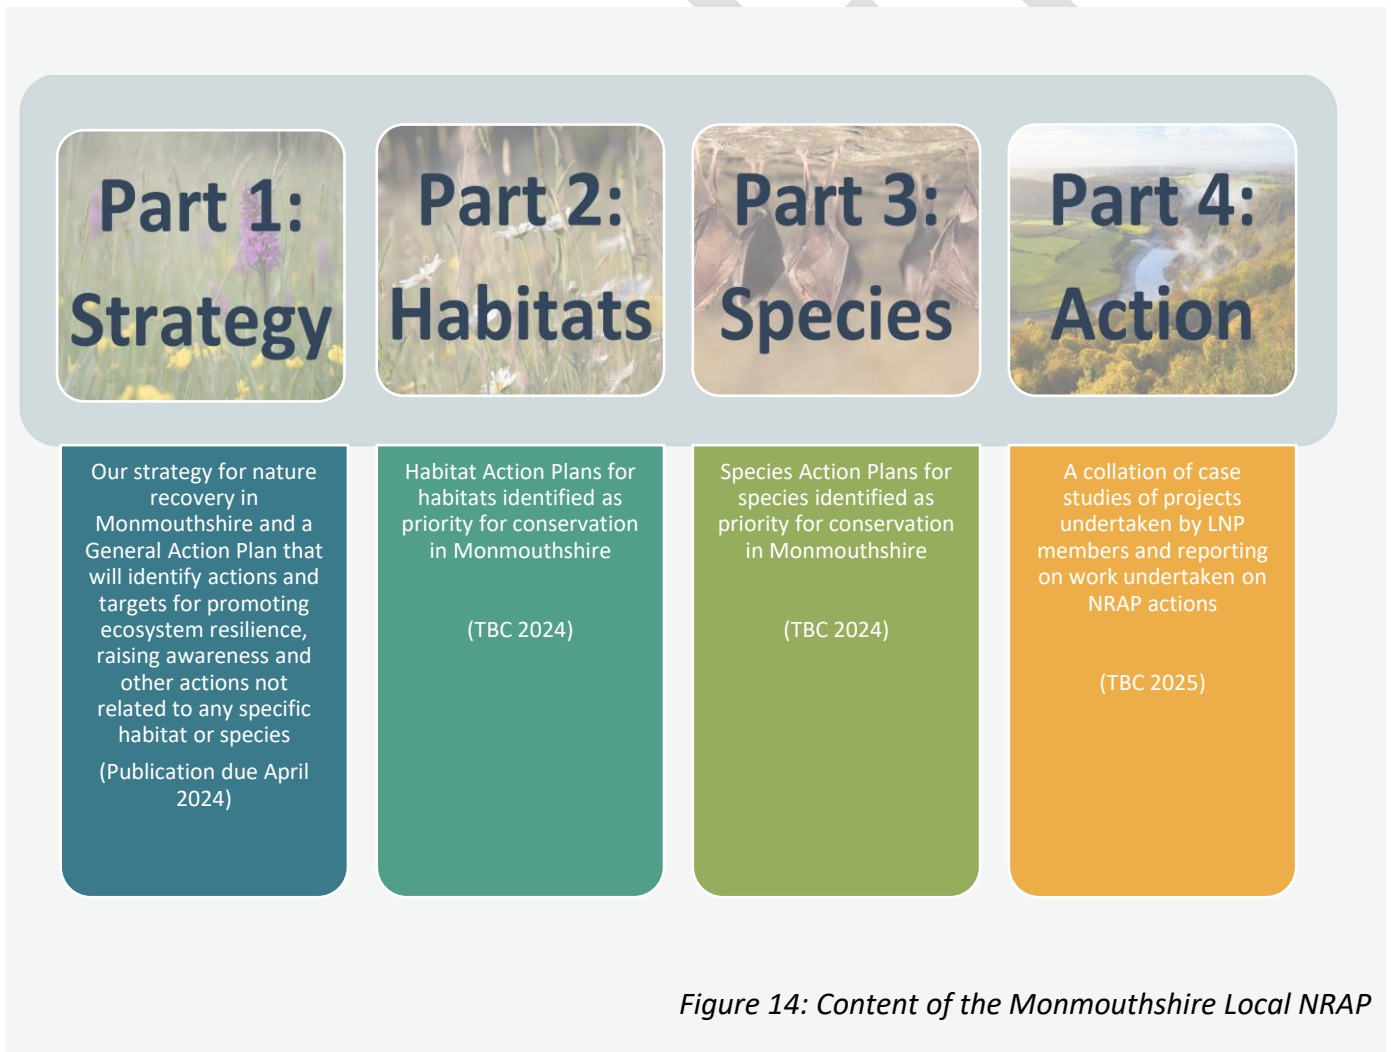 Part 1:
Strategy
Our strategy for nature
recovery in
Monmouthshire and a
General Action Plan that
will identify actions and
targets for promoting
ecosystem resilience,
raising awareness and
other actions not
related to any specific
habitat or species
(Publication due April
2024)
Part 2:
Habitats
Habitat Action Plans for
habitats identified as
priority for conservation
in Monmouthshire
(TBC 2024)
Part 3:
Species
Species Action Plans for
species identified as
priority for conservation
in Monmouthshire
(TBC 2024)
Part 4:
Action
A collation of case
studies of projects
undertaken by LNP
members and reporting
on work undertaken on
NRAP actions
(TBC 2025)
Figure 14: Content of the Monmouthshire Local NRAP